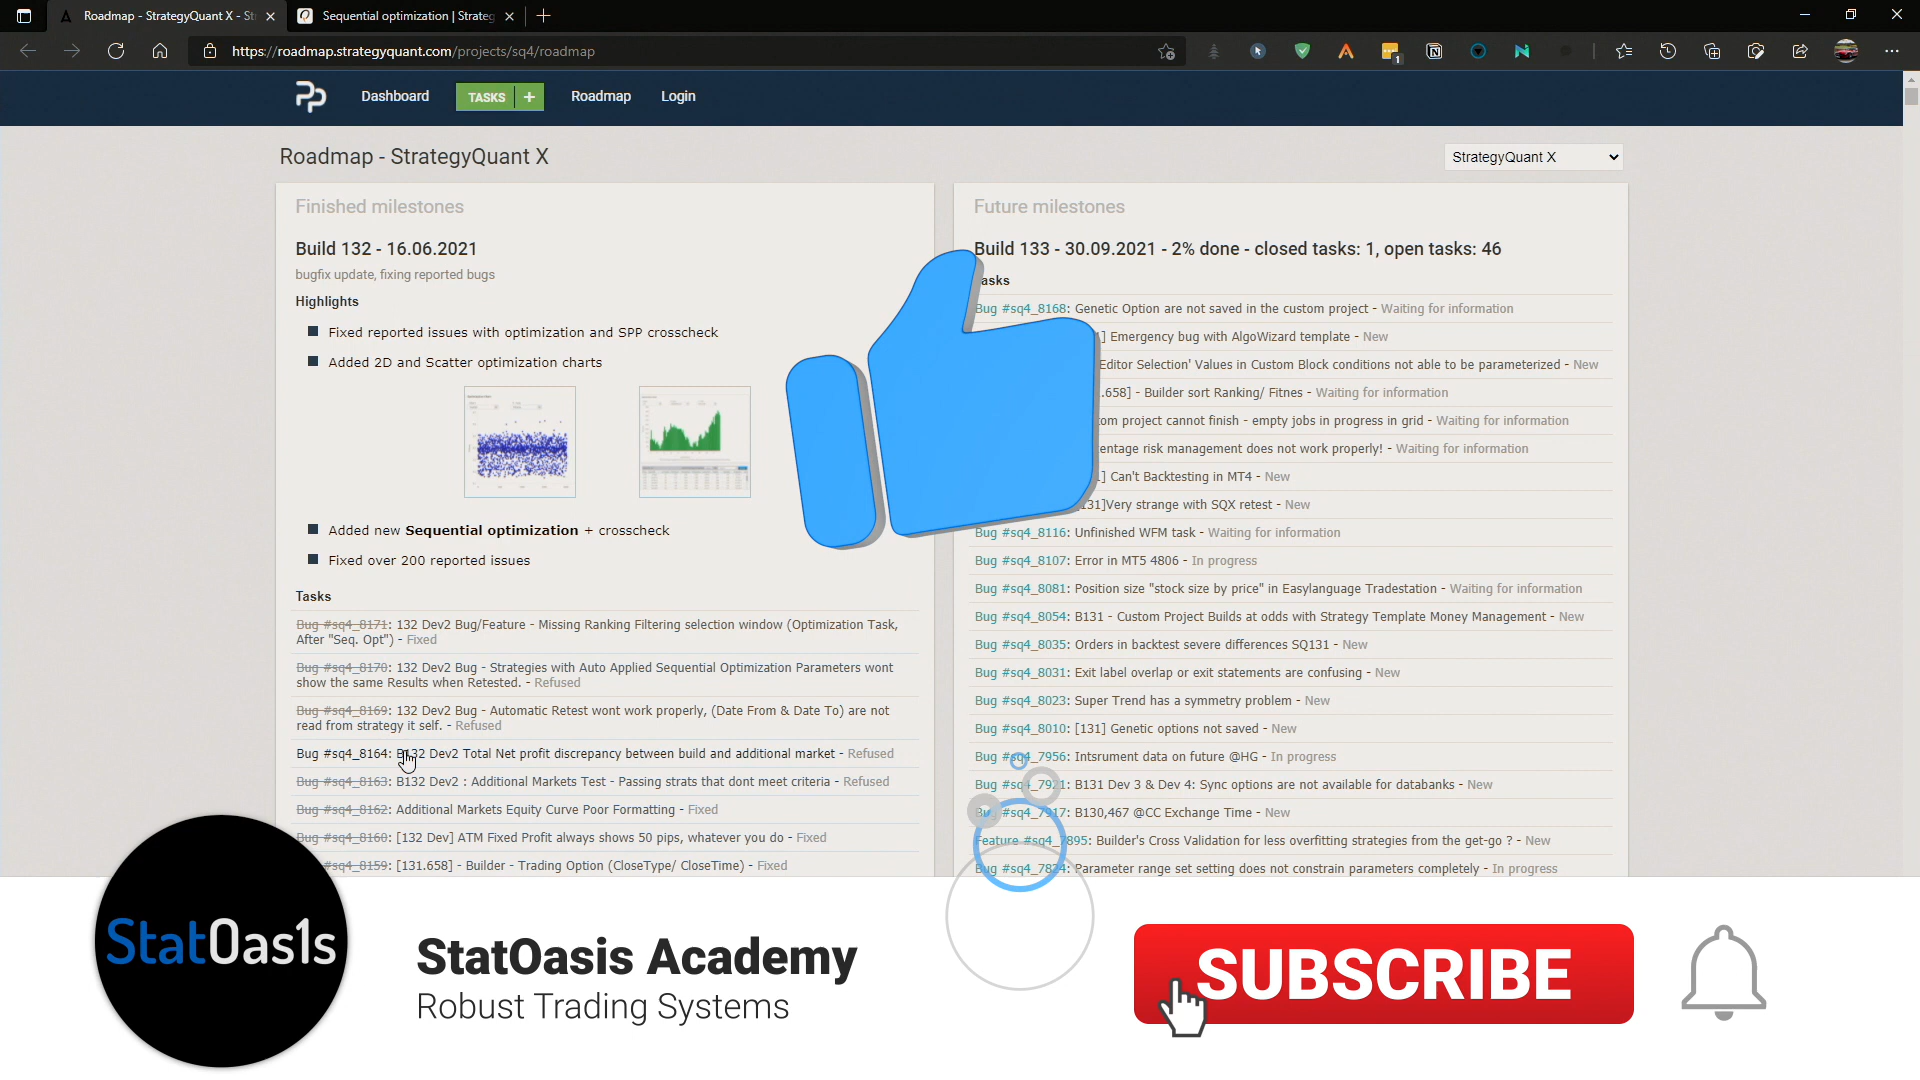 Roadmap - StrategyQuant X - St
Sequential optimization | Strateg
https://roadmap.strategyquant.com/projects/sq4/roadmap
1
Dashboard
TASKS +
Roadmap
Login
Roadmap - StrategyQuant X
StrategyQuant X
Finished milestones
Build 132 - 16.06.2021
bugfix update, fixing reported bugs
Highlights
Fixed reported issues with optimization and SPP crosscheck
Added 2D and Scatter optimization charts
Added new Sequential optimization + crosscheck
Fixed over 200 reported issues
Tasks
Bug #sq4_8171: 132 Dev2 Bug/Feature - Missing Ranking Filtering selection window (Optimization Task,
After "Seq. Opt") - Fixed
Bug #sq4_8170: 132 Dev2 Bug - Strategies with Auto Applied Sequential Optimization Parameters wont
show the same Results when Retested. - Refused
Bug #sq4_8169: 132 Dev2 Bug - Automatic Retest wont work properly, (Date From & Date To) are not
read from strategy it self. - Refused
Bug #sq4_8164: B132 Dev2 Total Net profit discrepancy between build and additional market - Refused
Bug #sq4_8163: B132 Dev2 : Additional Markets Test - Passing strats that dont meet criteria - Refused
Bug #sq4_8162: Additional Markets Equity Curve Poor Formatting - Fixed
Bug #sq4_8160: [132 Dev] ATM Fixed Profit always shows 50 pips, whatever you do - Fixed
#sq4_8159: [131.658] - Builder - Trading Option (CloseType/ CloseTime) - Fixed
Future milestones
Build 133 - 30.09.2021 - 2% done - closed tasks: 1, open tasks: 46
asks
Bug #sq4_8168: Genetic Option are not saved in the custom project - Waiting for information
1] Emergency bug with AlgoWizard template - New
Editor Selection' Values in Custom Block conditions not able to be parameterized - New
.658] - Builder sort Ranking/ Fitnes - Waiting for information
om project cannot finish - empty jobs in progress in grid - Waiting for information
entage risk management does not work properly! - Waiting for information
1] Can't Backtesting in MT4 - New
131]Very strange with SQX retest - New
Bug #sq4_8116: Unfinished WFM task - Waiting for information
Bug #sq4_8107: Error in MT5 4806 - In progress
Bug #sq4_8081: Position size "stock size by price" in Easylanguage Tradestation - Waiting for information
Bug #sq4_8054: B131 - Custom Project Builds at odds with Strategy Template Money Management - New
Bug #sq4_8035: Orders in backtest severe differences SQ131 - New
Bug #sq4_8031: Exit label overlap or exit statements are confusing - New
Bug #sq4_8023: Super Trend has a symmetry problem - New
Bug #sq4_8010: [131] Genetic options not saved - New
Bug #sq4_7956: Intsrument data on future @HG - In progress
Bug #sq4_7921: B131 Dev 3 & Dev 4: Sync options are not available for databanks - New
Bug #sq4_7917: B130,467 @CC Exchange Time - New
Feature #sq4_7895: Builder's Cross Validation for less overfitting strategies from the get-go ? - New
Bug #sq4_7824: Parameter range set setting does not constrain parameters completely - In progress
StatOas1s
StatOasis Academy
Robust Trading Systems
SUBSCRIBE